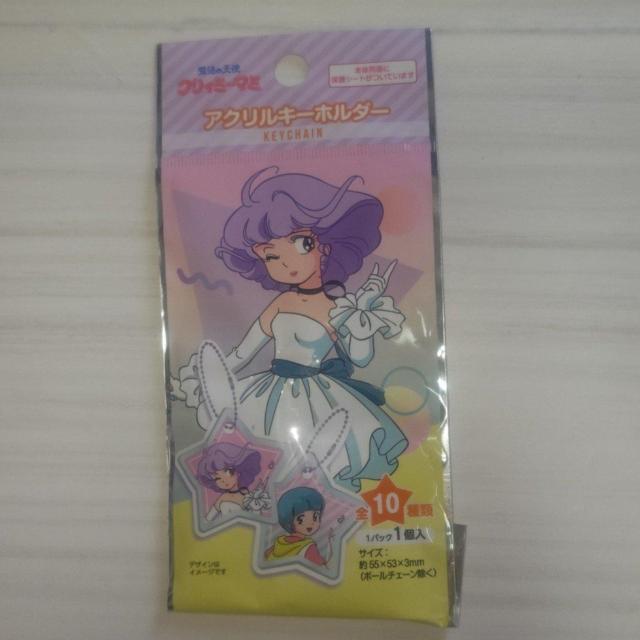 魔法の天使
クリィミーマミ
本体両面に
保護シートがついています
アクリルキーホルダー
KEYCHAIN
全10種類
1パック1個入
サイズ:
約55×53×3mm
(ボールチェーン除く)
デザインは
イメージです